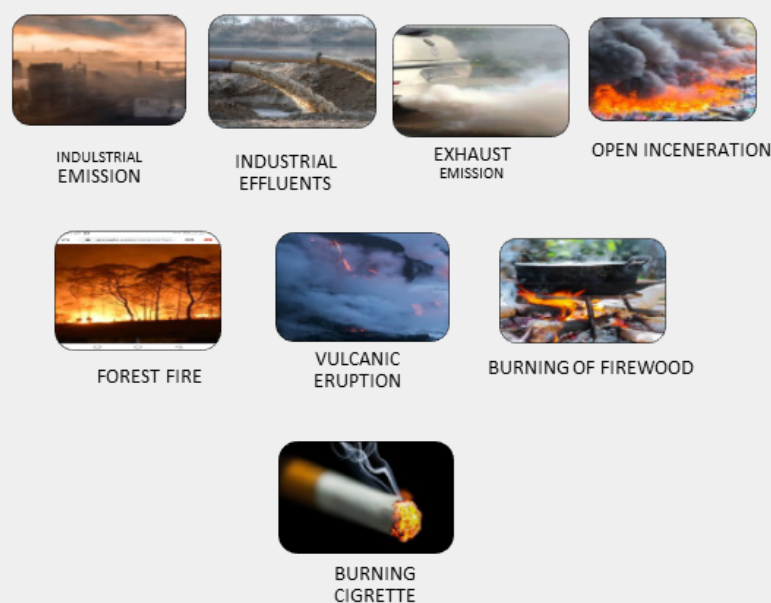 INDULSTRIAL
EMISSION
INDUSTRIAL
EFFLUENTS
EXHAUST
EMISSION
OPEN INCENERATION
FOREST FIRE
VULCANIC
ERUPTION
BURNING OF FIREWOOD
BURNING
CIGRETTE